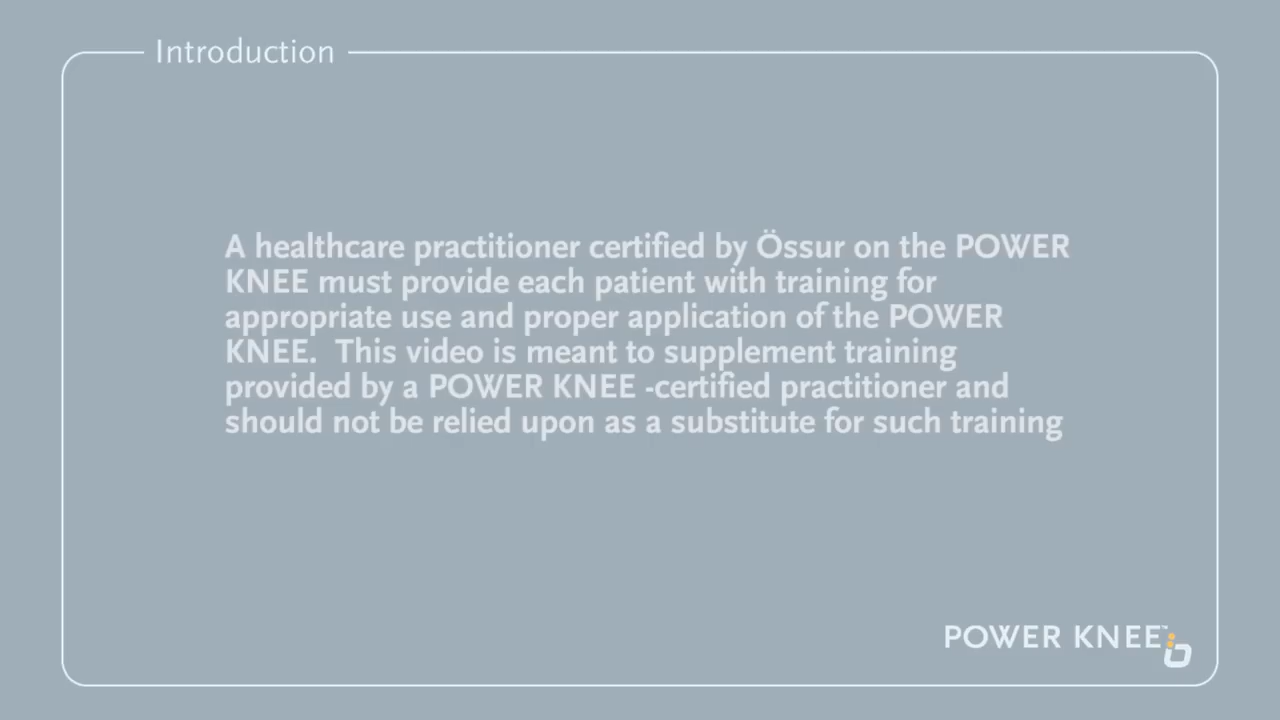 Introduction
A healthcare practitioner certified by Össur on the POWER
KNEE must provide each patient with training for
appropriate use and proper application of the POWER
KNEE.  This video is meant to supplement training
provided by a POWER KNEE -certified practitioner and
should not be relied upon as a substitute for such training
POWER KNEE™